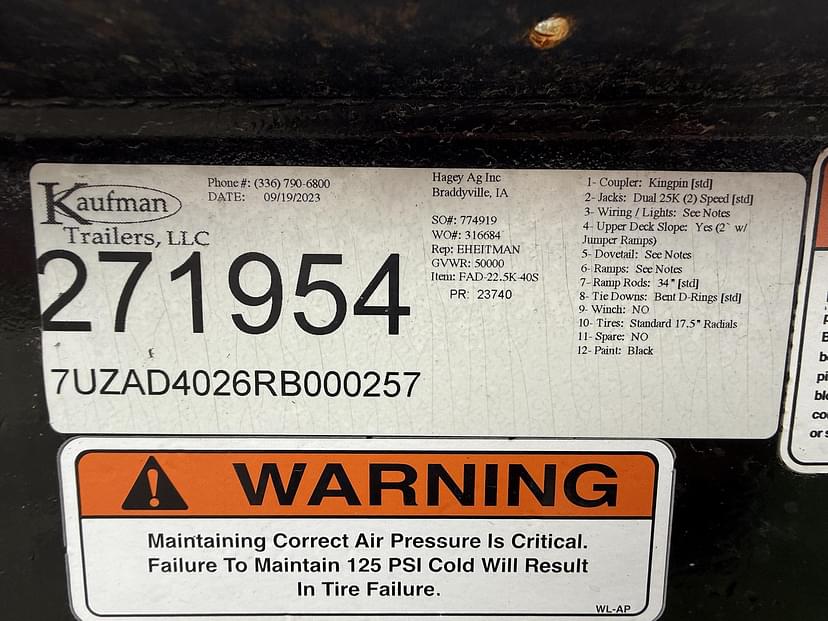 Kaufman
Trailers, LLC
Phone #: (336) 790-6800
DATE: 09/19/2023
271954
7UZAD4026RB000257
Hagey Ag Inc
Braddyville, IA
SO#: 774919
WO#: 316684
Rep: EHEITMAN
GVWR: 50000
Item: FAD-22.5K-40S
PR: 23740
1- Coupler: Kingpin [std]
2- Jacks: Dual 25K (2) Speed [std]
3- Wiring / Lights: See Notes
4- Upper Deck Slope: Yes (2` w/
Jumper Ramps)
5- Dovetail: See Notes
6- Ramps: See Notes
7- Ramp Rods: 34" [std]
8- Tie Downs: Bent D-Rings [std]
9- Winch: NO
10- Tires: Standard 17.5" Radials
11- Spare: NO
12- Paint: Black
WARNING
Maintaining Correct Air Pressure Is Critical.
Failure To Maintain 125 PSI Cold Will Result
In Tire Failure.
WL-AP